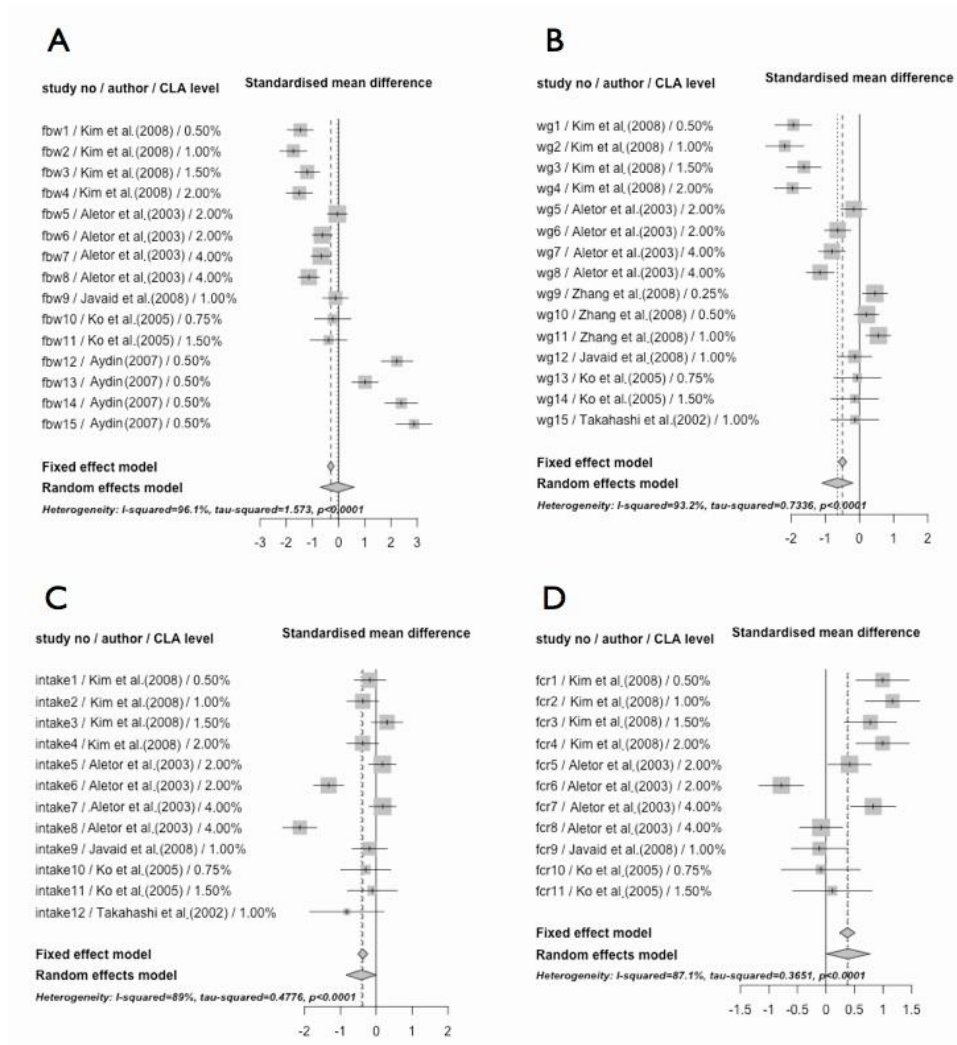 A
study no / author / CLA level
Standardised mean difference
fbw1 / Kim et al.(2008) / 0.50%
fbw2 / Kim et al.(2008) / 1.00%
fbw3 / Kim et al.(2008) / 1.50%
fbw4 / Kim et al.(2008) / 2.00%
fbw5 / Aletor et al.(2003) / 2.00%
fbw6 / Aletor et al.(2003) / 2.00%
fbw7 / Aletor et al.(2003) / 4.00%
fbw8 / Aletor et al.(2003) / 4.00%
fbw9 / Javaid et al.(2008) / 1.00%
fbw10 / Ko et al.(2005) / 0.75%
fbw11 / Ko et al.(2005) / 1.50%
fbw12 / Aydin(2007) / 0.50%
fbw13 / Aydin(2007) / 0.50%
fbw14 / Aydin(2007) / 0.50%
fbw15 / Aydin(2007) / 0.50%
Fixed effect model
Random effects model
Heterogeneity: I-squared=96.1%, tau-squared=1.573, p<0.0001
-3 -2 -1 0 1 2 3
B
study no / author / CLA level
Standardised mean difference
wg1 / Kim et al.(2008) / 0.50%
wg2 / Kim et al.(2008) / 1.00%
wg3 / Kim et al.(2008) / 1.50%
wg4 / Kim et al.(2008) / 2.00%
wg5 / Aletor et al.(2003) / 2.00%
wg6 / Aletor et al.(2003) / 2.00%
wg7 / Aletor et al.(2003) / 4.00%
wg8 / Aletor et al.(2003) / 4.00%
wg9 / Zhang et al.(2008) / 0.25%
wg10 / Zhang et al.(2008) / 0.50%
wg11 / Zhang et al.(2008) / 1.00%
wg12 / Javaid et al.(2008) / 1.00%
wg13 / Ko et al.(2005) / 0.75%
wg14 / Ko et al.(2005) / 1.50%
wg15 / Takahashi et al.(2002) / 1.00%
Fixed effect model
Random effects model
Heterogeneity: I-squared=93.2%, tau-squared=0.7336, p<0.0001
-2 -1 0 1 2
C
study no / author / CLA level
Standardised mean difference
intake1 / Kim et al.(2008) / 0.50%
intake2 / Kim et al.(2008) / 1.00%
intake3 / Kim et al.(2008) / 1.50%
intake4 / Kim et al.(2008) / 2.00%
intake5 / Aletor et al.(2003) / 2.00%
intake6 / Aletor et al.(2003) / 2.00%
intake7 / Aletor et al.(2003) / 4.00%
intake8 / Aletor et al.(2003) / 4.00%
intake9 / Javaid et al.(2008) / 1.00%
intake10 / Ko et al.(2005) / 0.75%
intake11 / Ko et al.(2005) / 1.50%
intake12 / Takahashi et al.(2002) / 1.00%
Fixed effect model
Random effects model
Heterogeneity: I-squared=89%, tau-squared=0.4776, p<0.0001
-2 -1 0 1 2
D
study no / author / CLA level
Standardised mean difference
fcr1 / Kim et al.(2008) / 0.50%
fcr2 / Kim et al.(2008) / 1.00%
fcr3 / Kim et al.(2008) / 1.50%
fcr4 / Kim et al.(2008) / 2.00%
fcr5 / Aletor et al.(2003) / 2.00%
fcr6 / Aletor et al.(2003) / 2.00%
fcr7 / Aletor et al.(2003) / 4.00%
fcr8 / Aletor et al.(2003) / 4.00%
fcr9 / Javaid et al.(2008) / 1.00%
fcr10 / Ko et al.(2005) / 0.75%
fcr11 / Ko et al.(2005) / 1.50%
Fixed effect model
Random effects model
Heterogeneity: I-squared=87.1%, tau-squared=0.3651, p<0.0001
-1.5 -1 -0.5 0 0.5 1 1.5